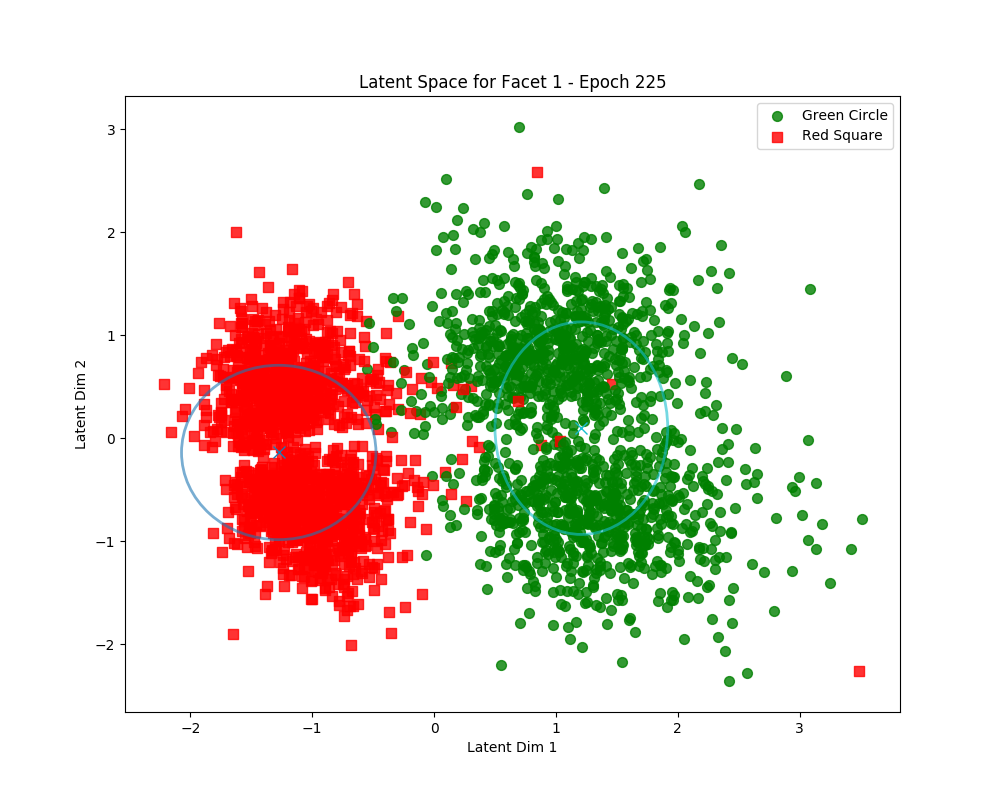 Latent Space for Facet 1 - Epoch 225
Green Circle
Red Square
3
2
1
0
−1
−2
Latent Dim 2
−2
−1
0
1
2
3
Latent Dim 1